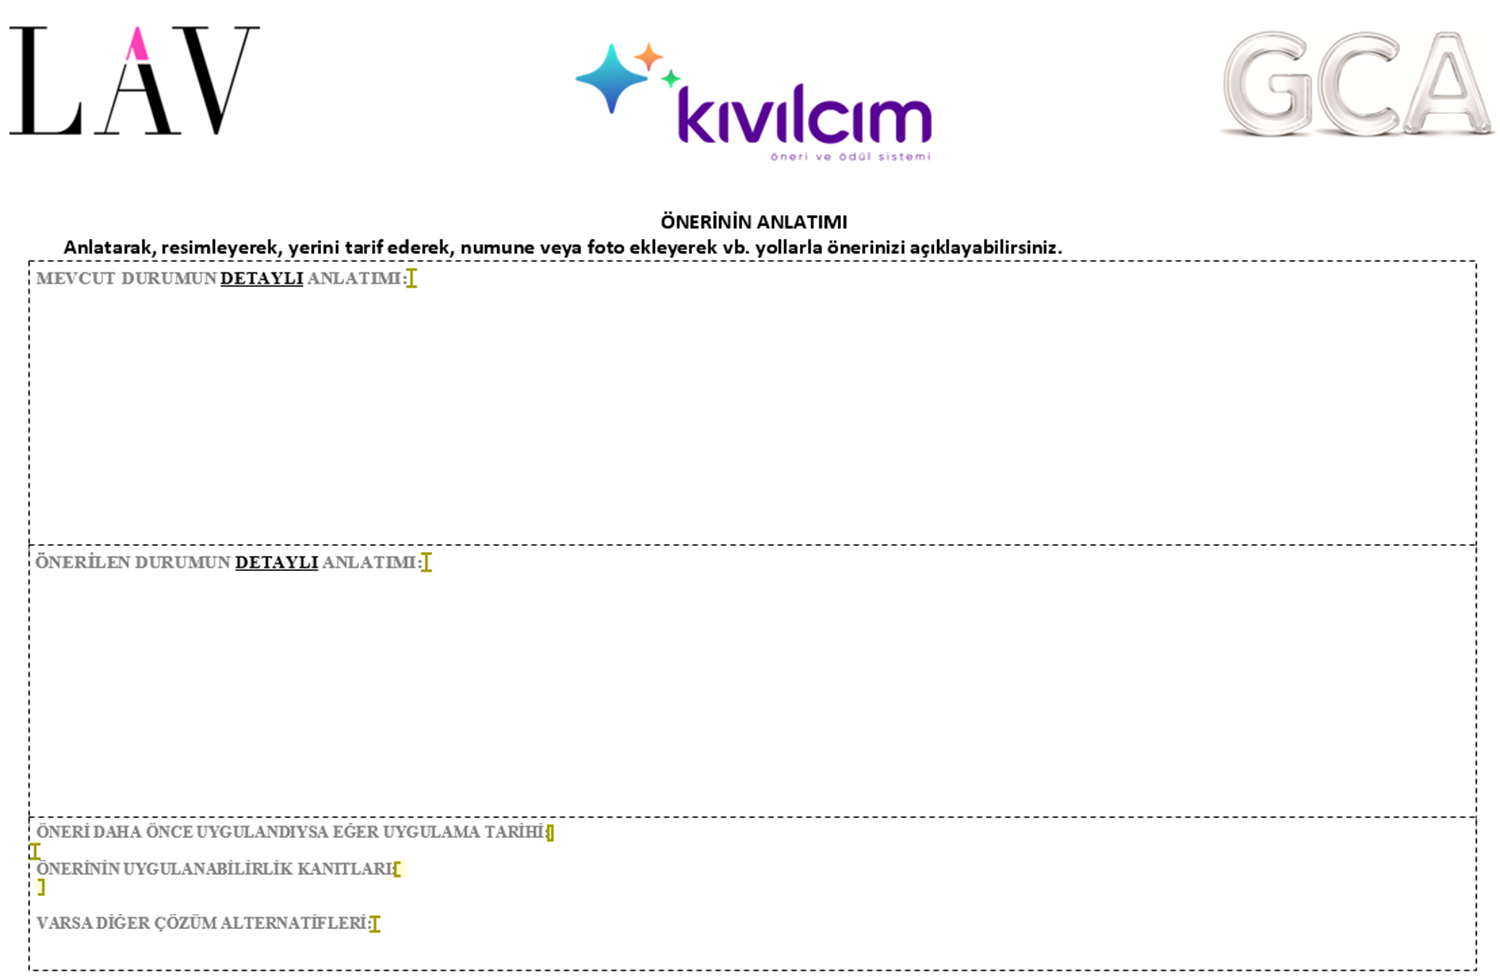 LAV
kıvılcım
öneri ve ödül sistemi
GCA
ÖNERİNİN ANLATIMI
Anlatarak, resimleyerek, yerini tarif ederek, numune veya foto ekleyerek vb. yollarla önerinizi açıklayabilirsiniz.
MEVCUT DURUMUN DETAYLI ANLATIMI:
ÖNERİLEN DURUMUN DETAYLI ANLATIMI:
ÖNERİ DAHA ÖNCE UYGULANDIYSA EĞER UYGULAMA TARİHİ:
ÖNERİNİN UYGULANABİLİRLİK KANITLARI:
VARSA DİĞER ÇÖZÜM ALTERNATİFLERİ: